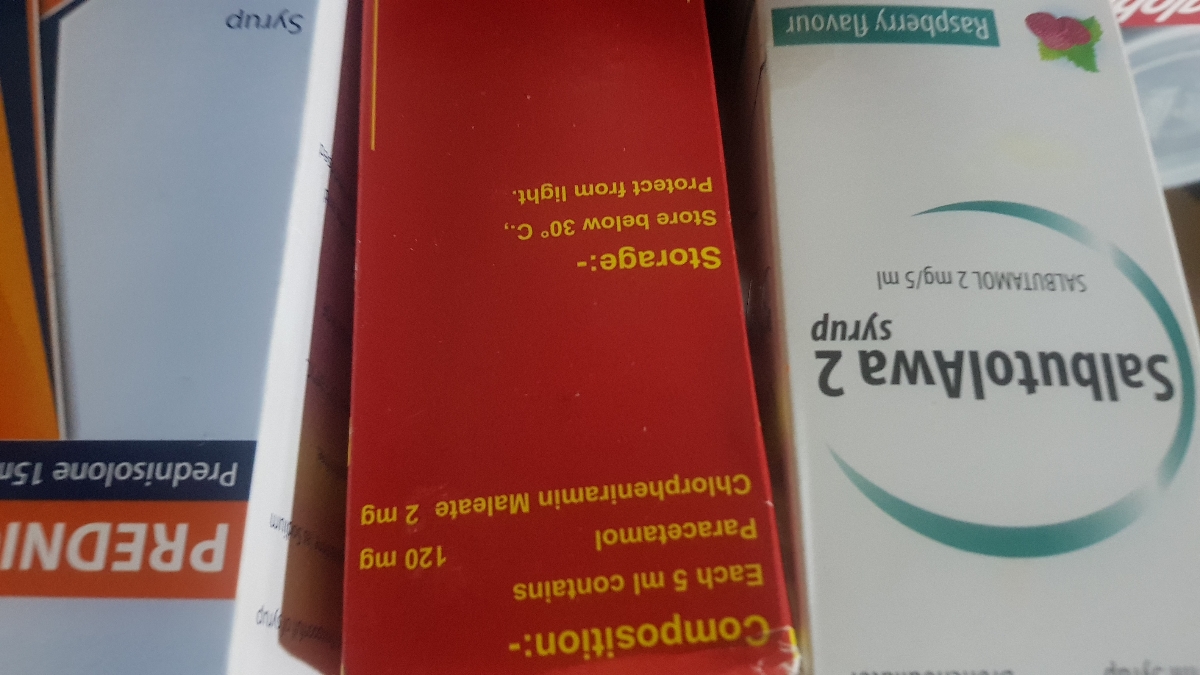 Composition:-
Each 5 ml contains
Paracetamol 120 mg
Chlorpheniramin Maleate 2 mg
Storage:-
Store below 30° C.,
Protect from light.
SalbutolAwa 2
syrup
SALBUTAMOL 2 mg/5 ml
Raspberry flavour
PREDNI
Prednisolone 15m
Syrup